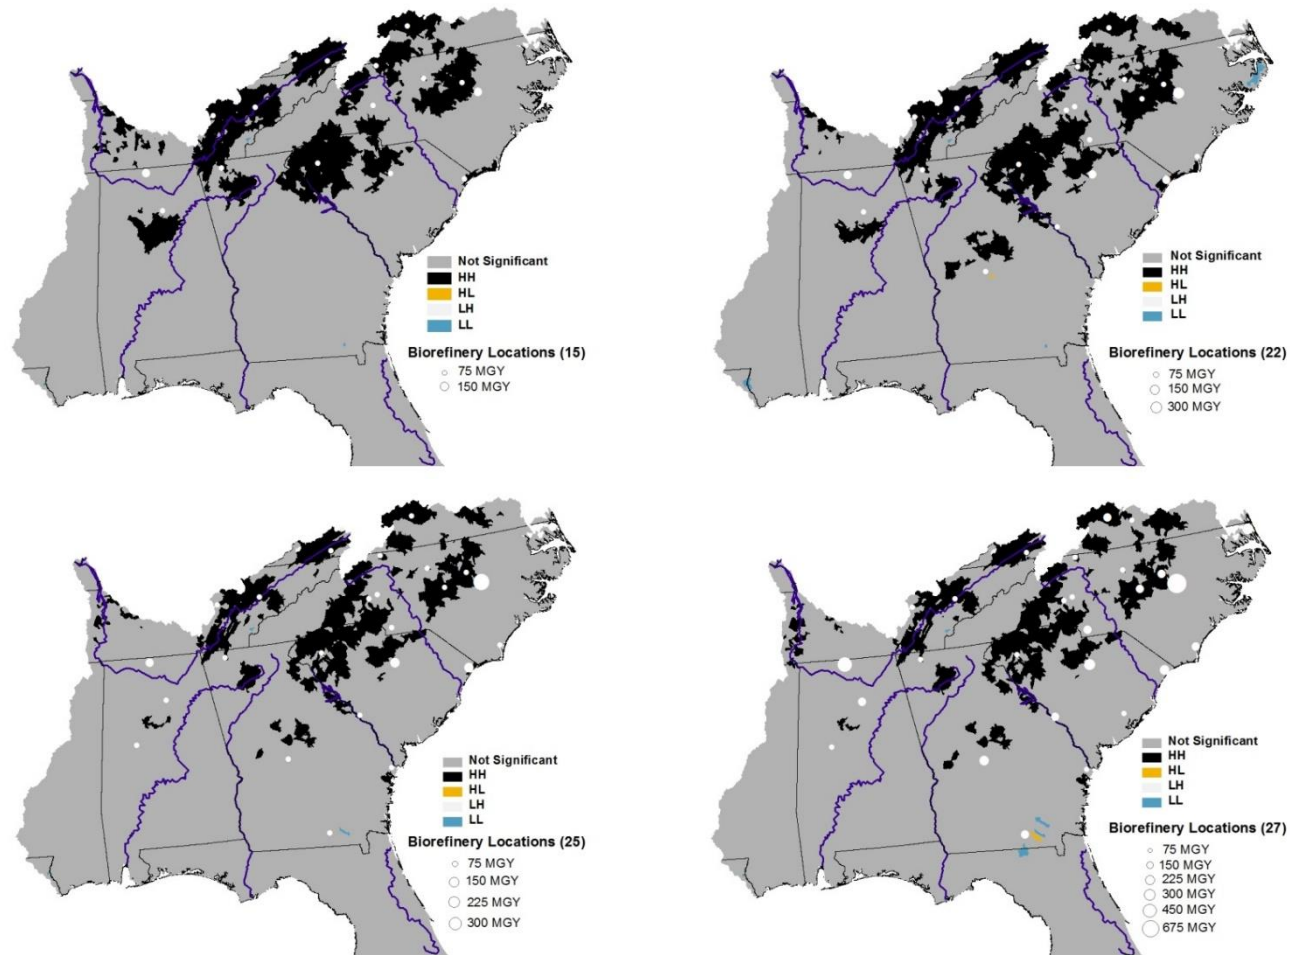 Not Significant
HH
HL
LH
LL
Biorefinery Locations (15)
75 MGY
150 MGY
Not Significant
HH
HL
LH
LL
Biorefinery Locations (22)
75 MGY
150 MGY
300 MGY
Not Significant
HH
HL
LH
LL
Biorefinery Locations (25)
75 MGY
150 MGY
225 MGY
300 MGY
Not Significant
HH
HL
LH
LL
Biorefinery Locations (27)
75 MGY
150 MGY
225 MGY
300 MGY
450 MGY
675 MGY